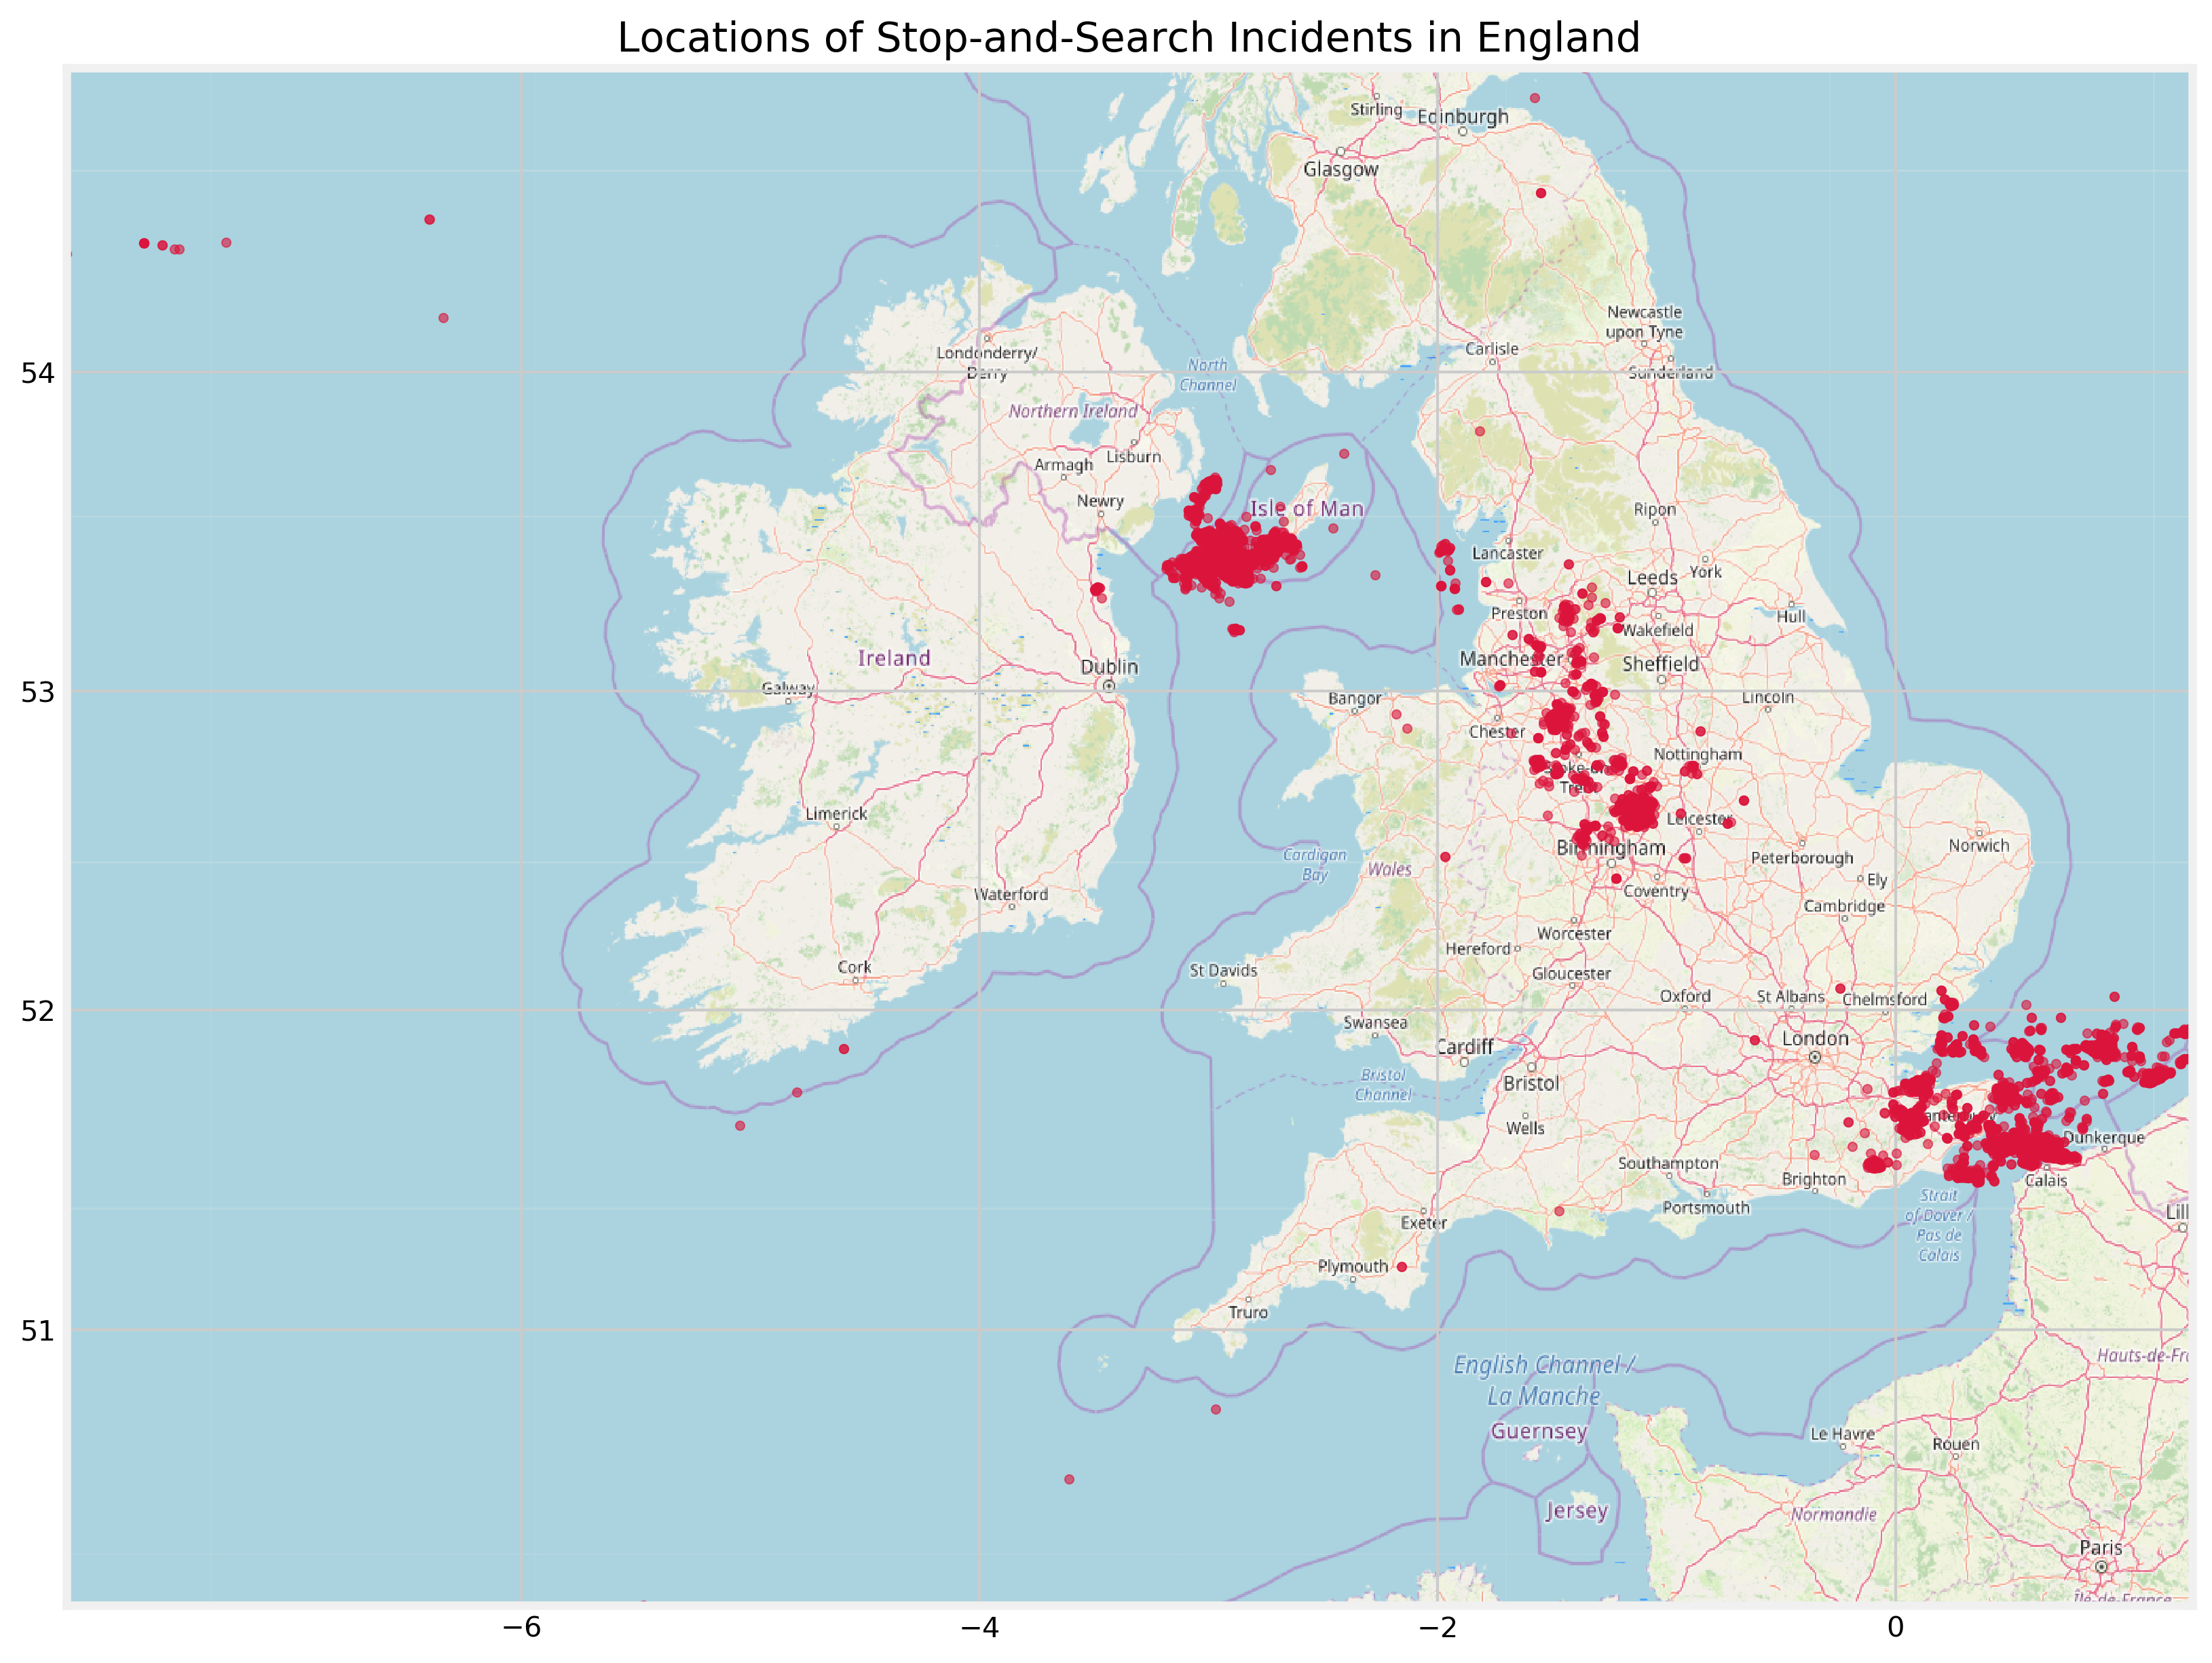 Locations of Stop-and-Search Incidents in England
Stirling
Edinburgh
Glasgow
Newcastle
upon Tyne
Londonderry/
Derry
North
Channel
Carlisle
54
Sunderland
Northern Ireland
Lisburn
Armagh
Newry
Isle of Man
Ripon
Lancaster
York
Leeds
Preston
Hull
Wakefield
Ireland
Dublin
Manchester
Sheffield
53
Galway
Bangor
Lincoln
Chester
Nottingham
Limerick
Leicester
Birmingham
Cardigan
Bay
Wales
Peterborough
Norwich
Coventry
Ely
Waterford
Cambridge
Worcester
Hereford
Cork
St Davids
Gloucester
Oxford
St Albans
Chelmsford
52
Swansea
Cardiff
London
Bristol
Channel
Bristol
Wells
Dunkerque
Southampton
Brighton
Calais
Portsmouth
Strait
of Dover /
Pas de
Calais
Lill
Exeter
Plymouth
Truro
51
English Channel /
La Manche
Hauts-de-Fr
Guernsey
Le Havre
Rouen
Jersey
Normandie
Paris
Île-de-France
−6
−4
−2
0